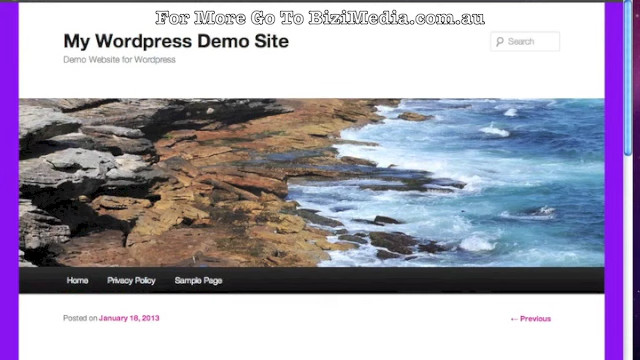 For More Go To BiziMedia.com.au
My Wordpress Demo Site
Search
Demo Website for Wordpress
Home Privacy Policy Sample Page
Posted on January 18, 2013
← Previous